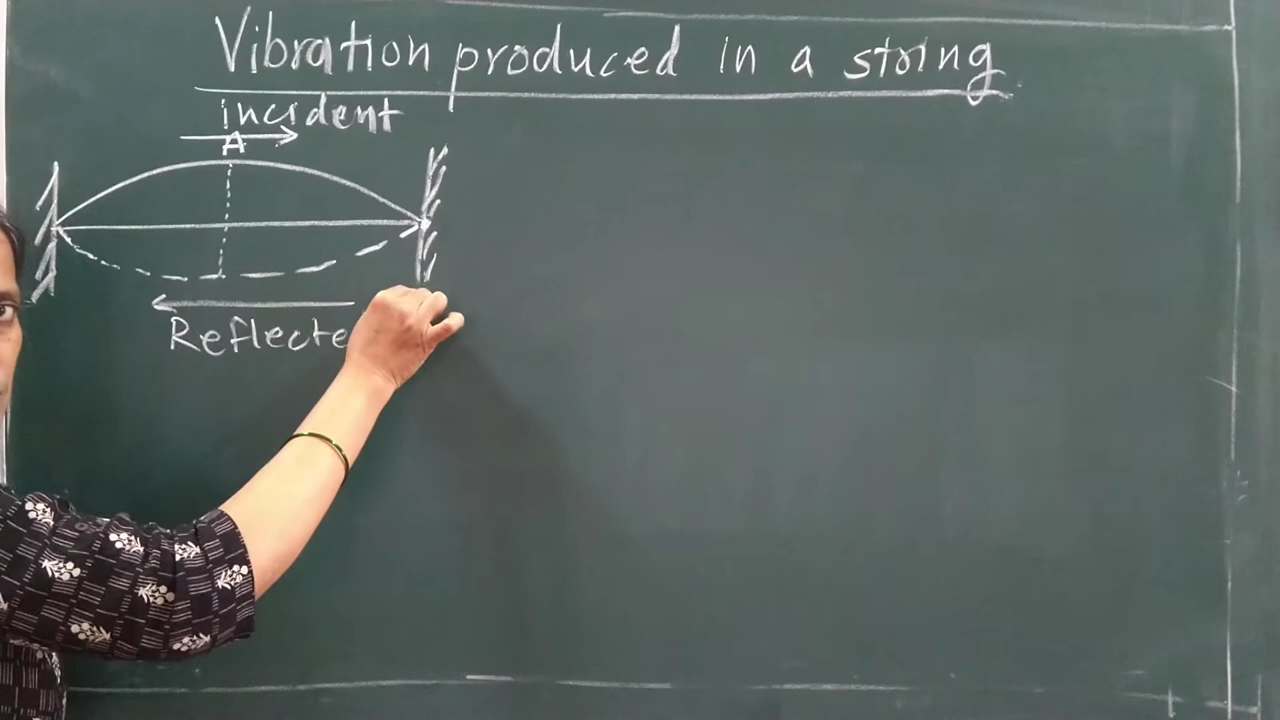 Vibration produced in a string
incident
A
Reflecte